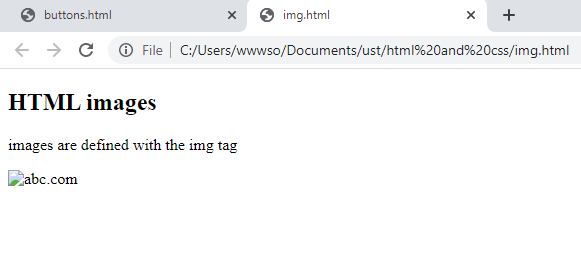 buttons.html
img.html
File
C:/Users/wwwso/Documents/ust/html%20and%20css/img.html
HTML images
images are defined with the img tag
abc.com